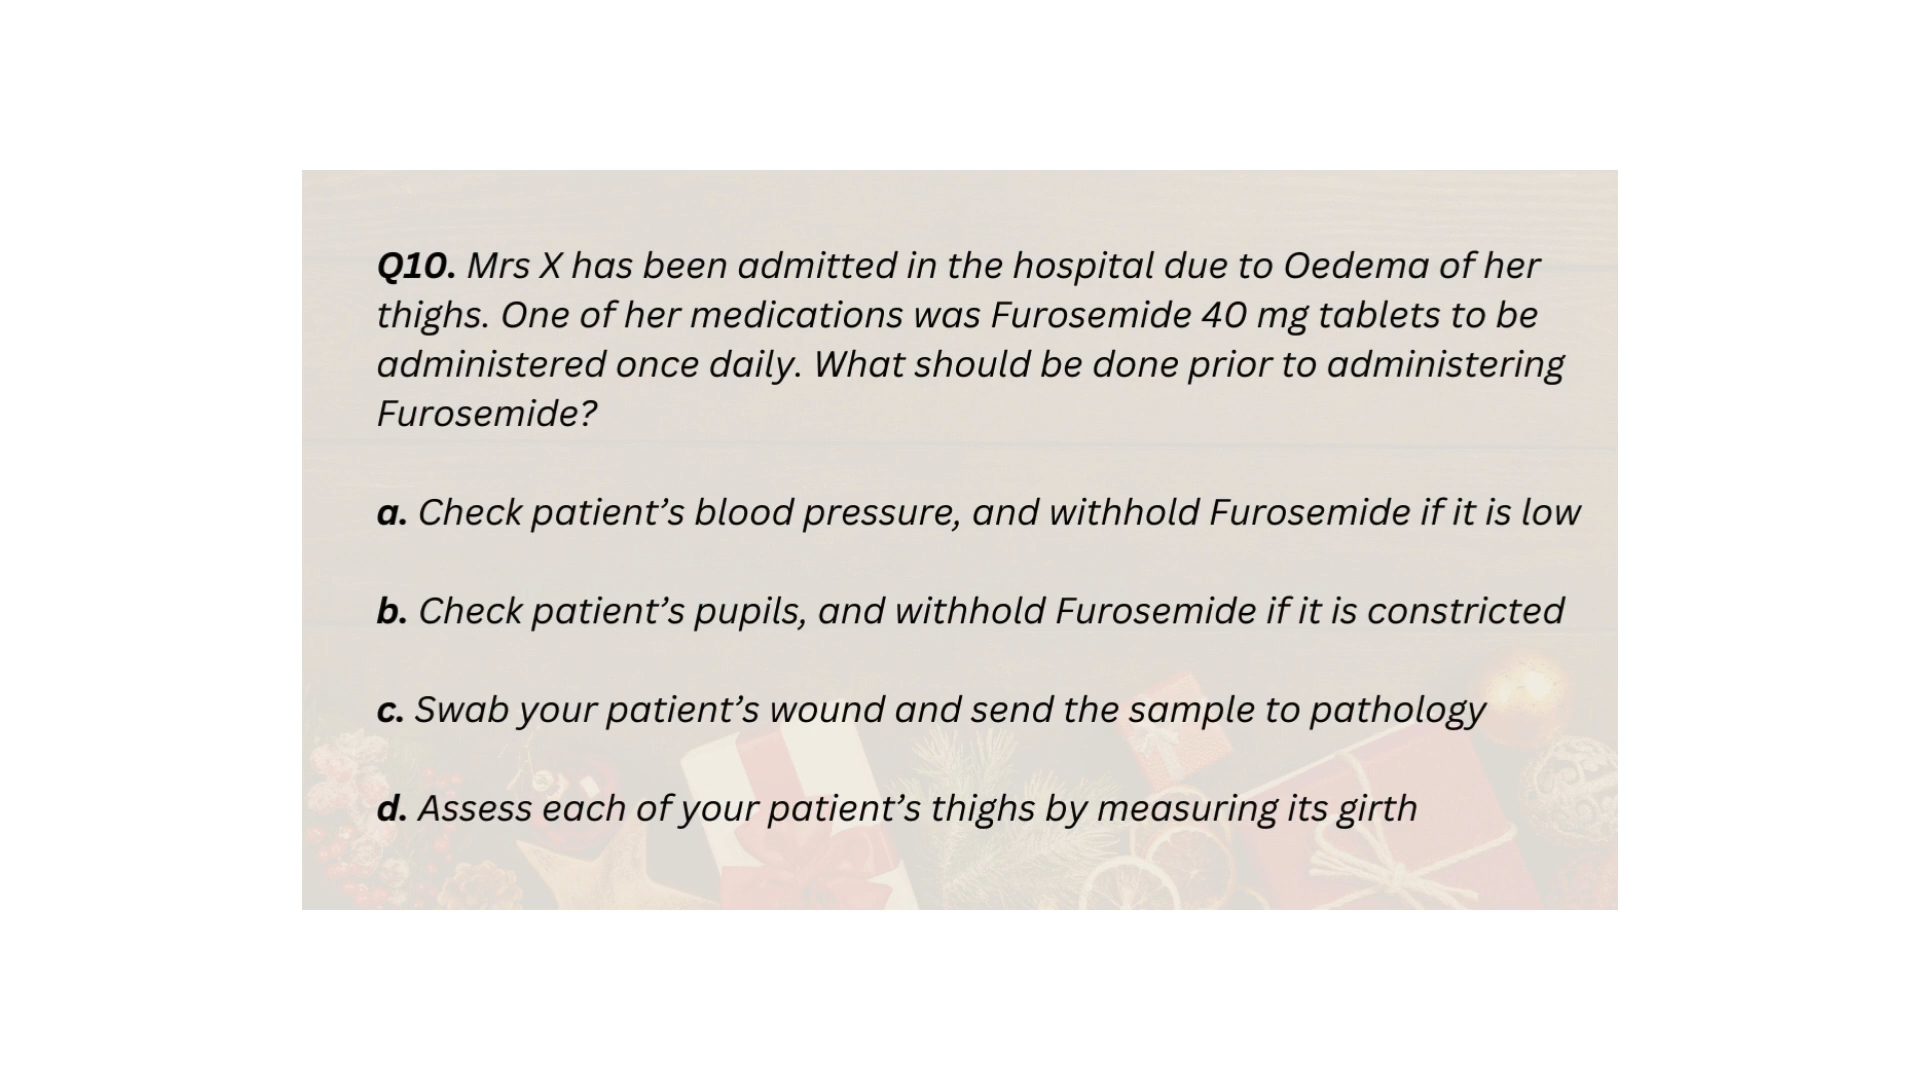 Q10. Mrs X has been admitted in the hospital due to Oedema of her
thighs. One of her medications was Furosemide 40 mg tablets to be
administered once daily. What should be done prior to administering
Furosemide?
a. Check patient’s blood pressure, and withhold Furosemide if it is low
b. Check patient’s pupils, and withhold Furosemide if it is constricted
c. Swab your patient’s wound and send the sample to pathology
d. Assess each of your patient’s thighs by measuring its girth